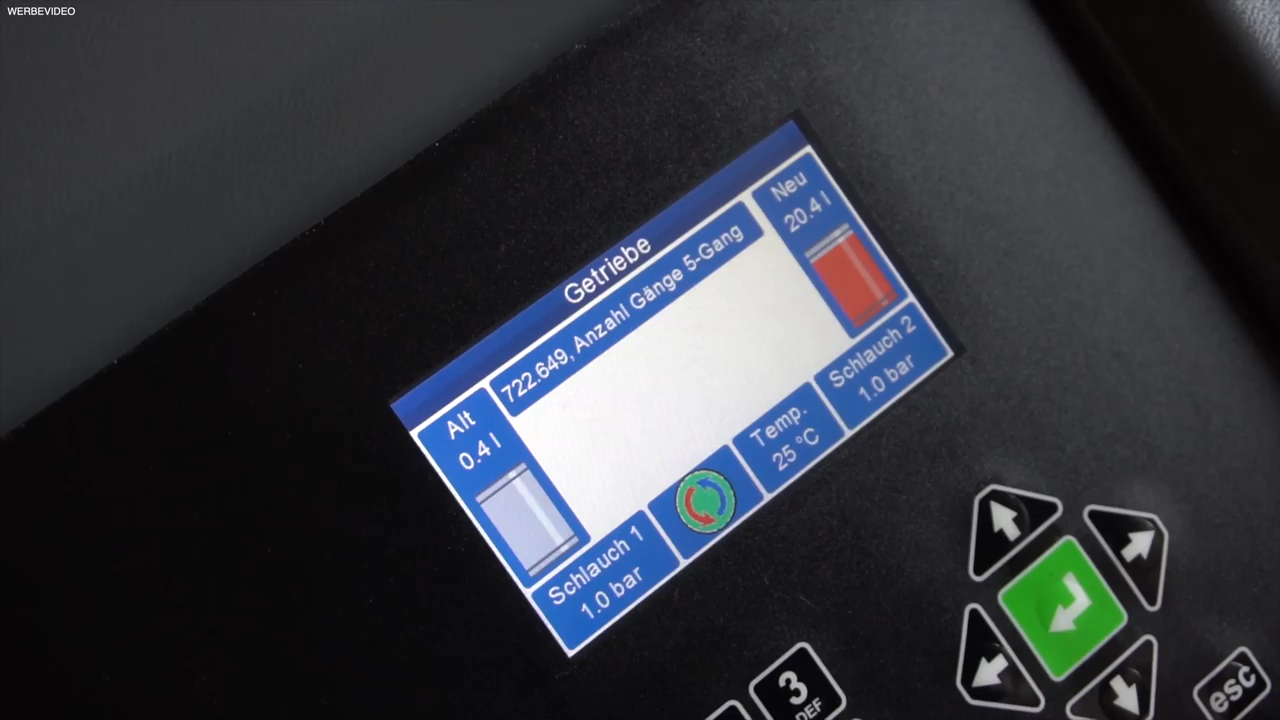 WERBEVIDEO
Getriebe
722.649, Anzahl Gänge 5-Gang
Neu
20.4 l
Alt
0.4 l
Schlauch 1
1.0 bar
Temp.
25 °C
Schlauch 2
1.0 bar
3
DEF
esc